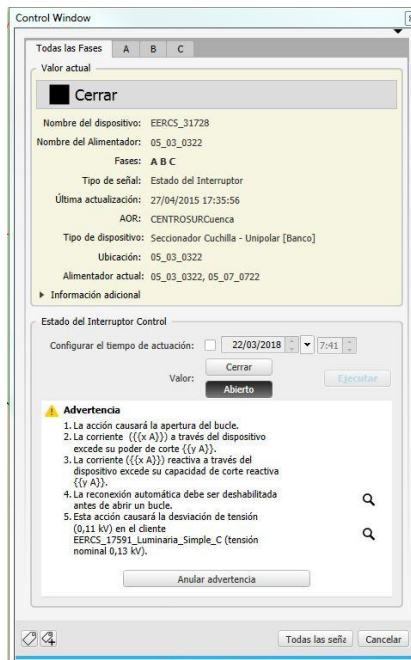 Control Window
Todas las Fases A B C
Valor actual
Cerrar
Nombre del dispositivo: EERCS_31728
Nombre del Alimentador: 05_03_0322
Fases: A B C
Tipo de señal: Estado del Interruptor
Última actualización: 27/04/2015 17:35:56
AOR: CENTROSURCuenca
Tipo de dispositivo: Seccionador Cuchilla - Unipolar [Banco]
Ubicación: 05_03_0322
Alimentador actual: 05_03_0322, 05_07_0722
Información adicional
Estado del Interruptor Control
Configurar el tiempo de actuación: 22/03/2018 7:41
Cerrar
Valor:
Abierto
Ejecutar
Advertencia
1. La acción causará la apertura del bucle.
2. La corriente ({{x A}}) a través del dispositivo
excede su poder de corte {{y A}}.
3. La corriente ({{x A}}) reactiva a través del
dispositivo excede su capacidad de corte reactiva
{{y A}}.
4. La reconexión automática debe ser deshabilitada
antes de abrir un bucle.
5. Esta acción causará la desviación de tensión
(0,11 kV) en el cliente
EERCS_17591_Luminaria_Simple_C (tensión
nominal 0,13 kV).
Anular advertencia
Todas las seña Cancelar